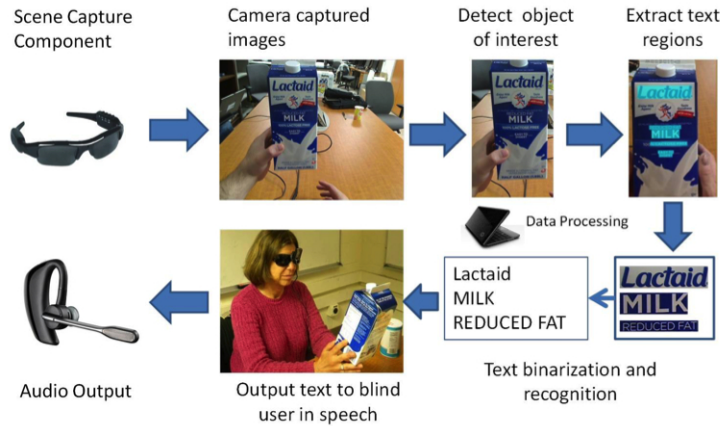 Scene Capture
Component
Camera captured
images
Detect object
of interest
Extract text
regions
Lactaid
MILK
Lactaid
MILK
Lactaid
MILK
Data Processing
Lactaid
MILK
REDUCED FAT
Lactaid
MILK
REDUCED FAT
Text binarization and
recognition
Output text to blind
user in speech
Audio Output